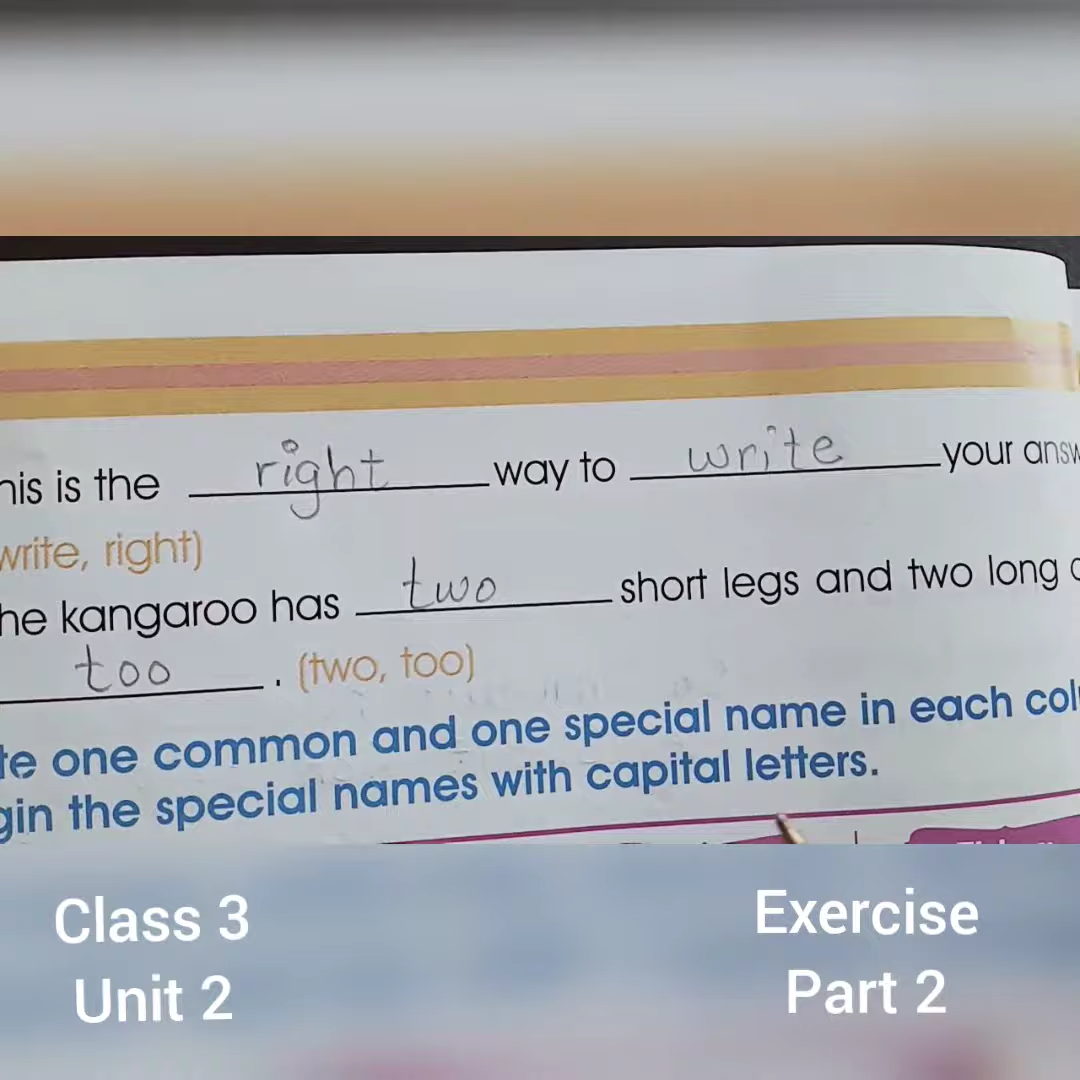 his is the right way to write your answ
write, right)
he kangaroo has two short legs and two long
too . (two, too)
te one common and one special name in each col
gin the special names with capital letters.
Class 3
Unit 2
Exercise
Part 2